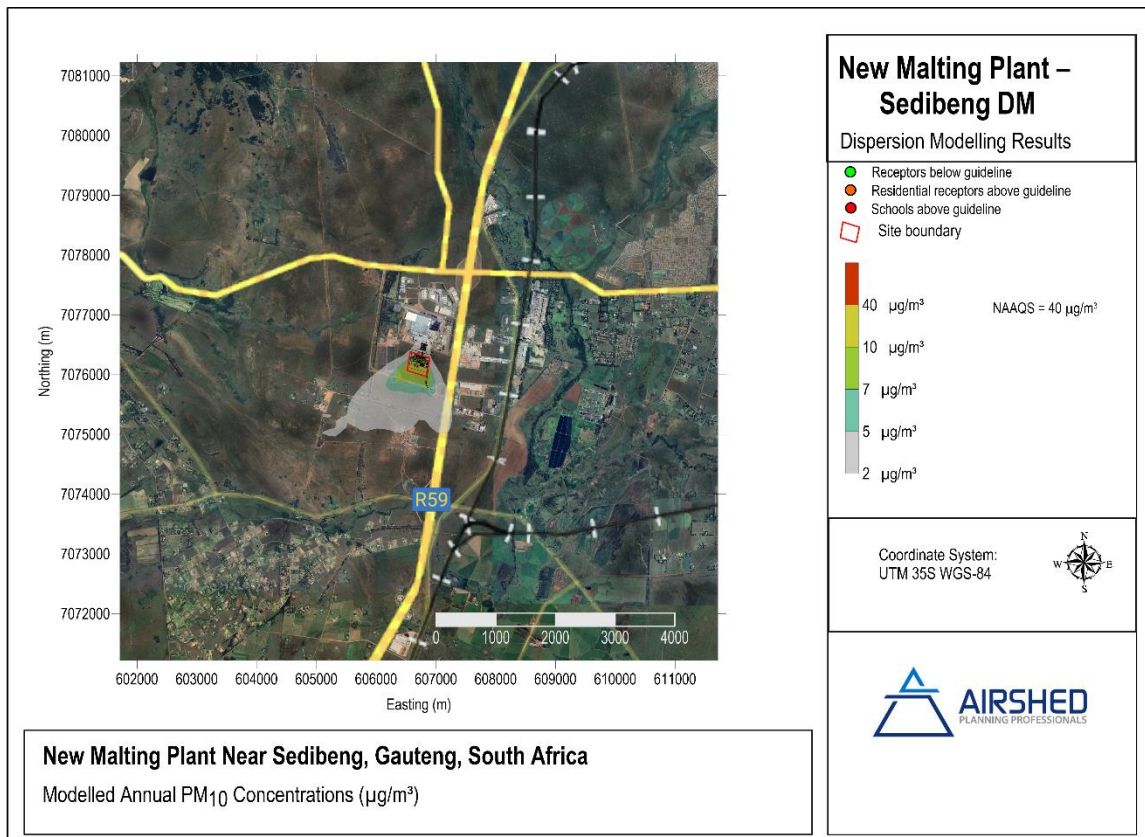 New Malting Plant –
Sedibeng DM
Dispersion Modelling Results
Receptors below guideline
Residential receptors above guideline
Schools above guideline
Site boundary
40 µg/m³
10 µg/m³
7 µg/m³
5 µg/m³
2 µg/m³
NAAQS = 40 µg/m³
Coordinate System:
UTM 35S WGS-84
N
W E
S
AIRSHED
PLANNING PROFESSIONALS
Northing (m)
7081000
7080000
7079000
7078000
7077000
7076000
7075000
7074000
7073000
7072000
R59
0 1000 2000 3000 4000
602000 603000 604000 605000 606000 607000 608000 609000 610000 611000
Easting (m)
New Malting Plant Near Sedibeng, Gauteng, South Africa
Modelled Annual PM10 Concentrations (µg/m³)